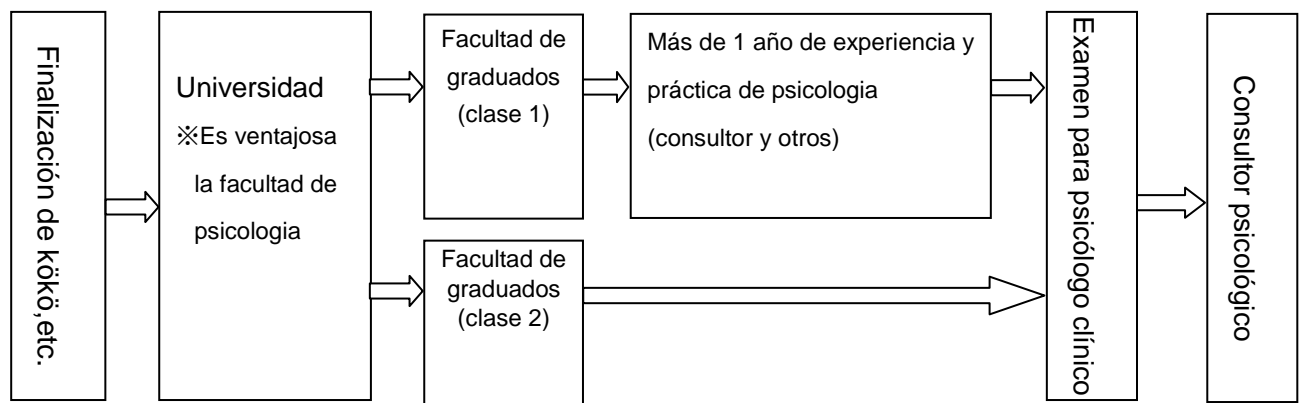 Finalización de kökö,etc.
Universidad
※Es ventajosa
la facultad de
psicologia
Facultad de
graduados
(clase 1)
Más de 1 año de experiencia y
práctica de psicologia
(consultor y otros)
Facultad de
graduados
(clase 2)
Examen para psicólogo clínico
Consultor psicológico